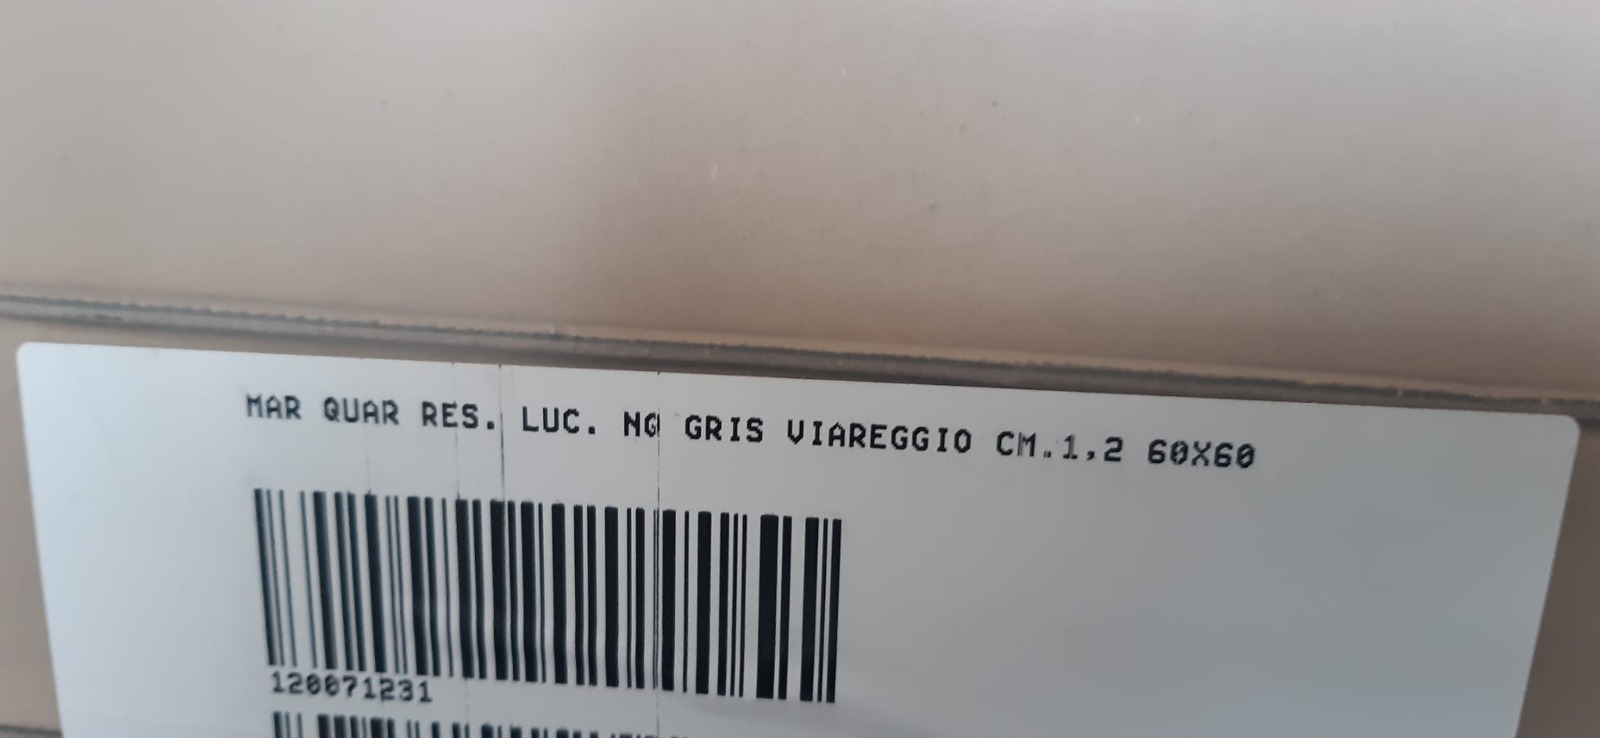 MAR QUAR RES. LUC. NG GRIS VIAREGGIO CM.1,2 60X60
120071231